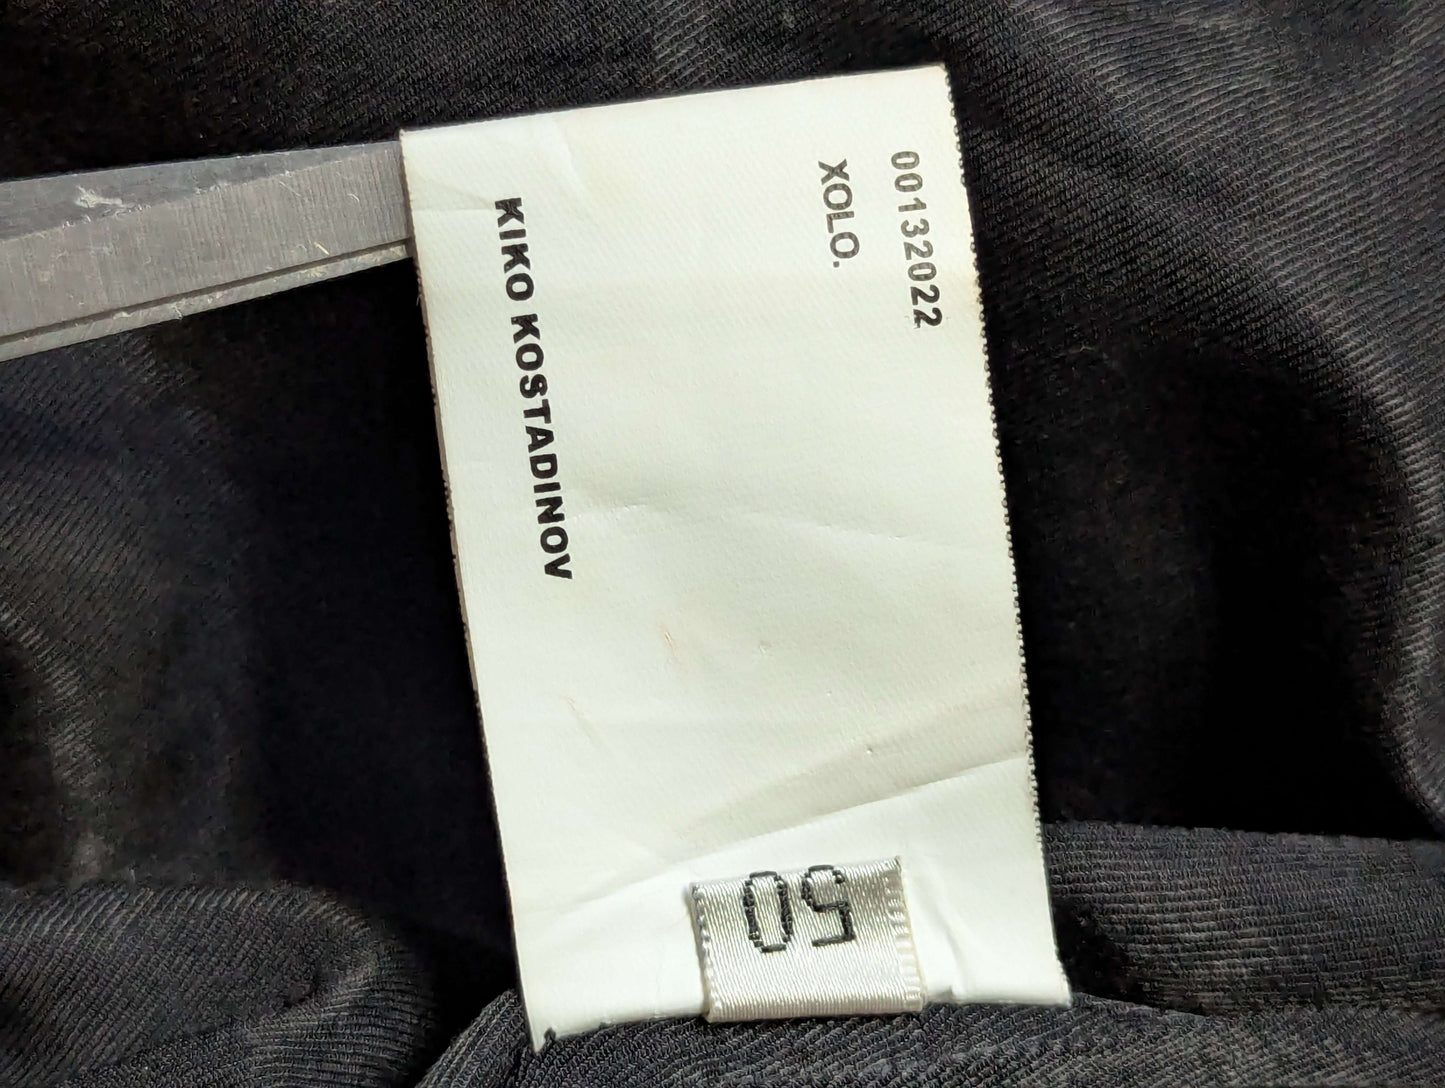 00132022
XOLO.
KIKO KOSTADINOV
50